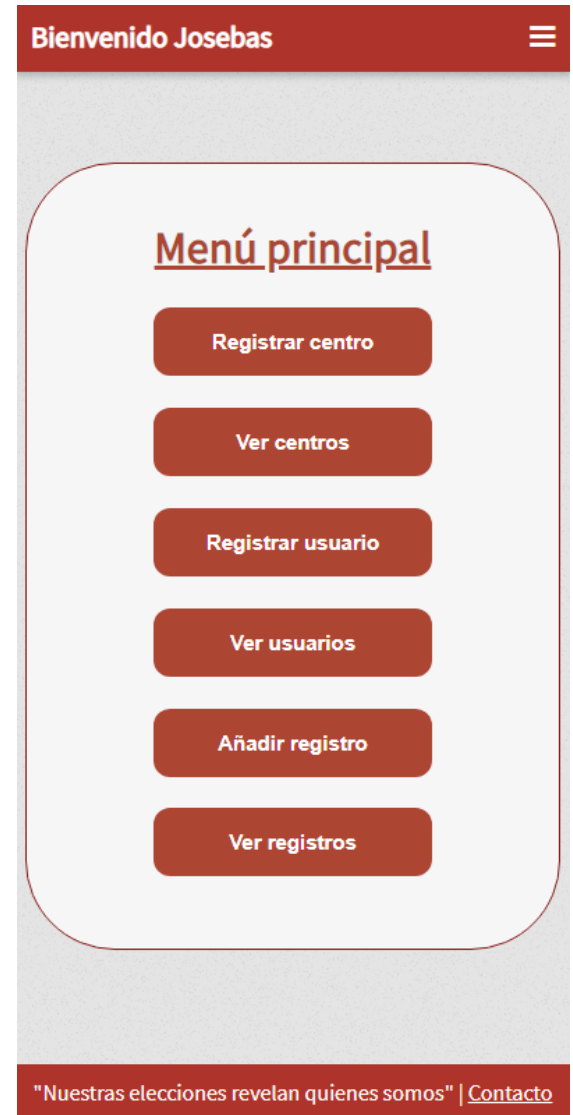 Bienvenido Josebas
Menú principal
Registrar centro
Ver centros
Registrar usuario
Ver usuarios
Añadir registro
Ver registros
"Nuestras elecciones revelan quienes somos" | Contacto